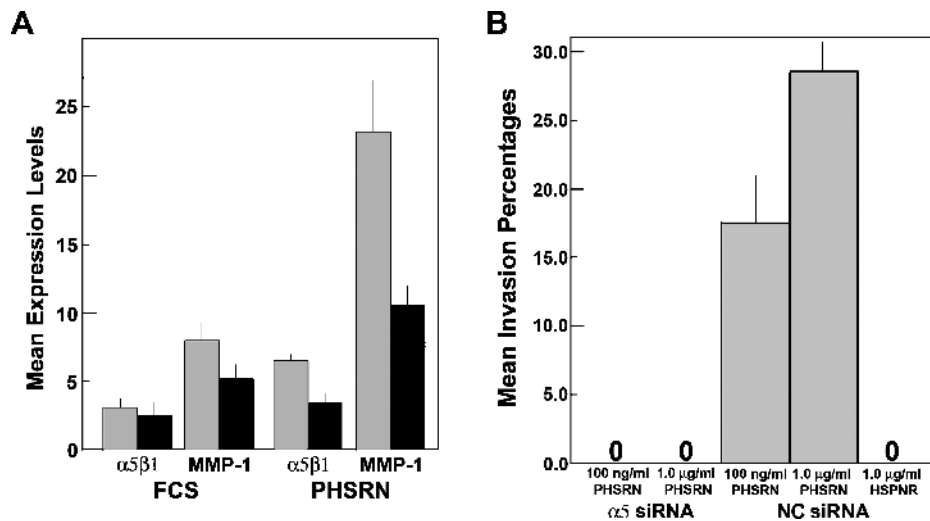 A
Mean Expression Levels
25
20
15
10
5
0
α5β1 MMP-1 α5β1 MMP-1
FCS PHSRN
B
Mean Invasion Percentages
30.0
25.0
20.0
15.0
10.0
5.0
0.0
0 0 0
100 ng/ml 1.0 μg/ml 100 ng/ml 1.0 μg/ml 1.0 μg/ml
PHSRN PHSRN PHSRN PHSRN HSPNR
α5 siRNA NC siRNA